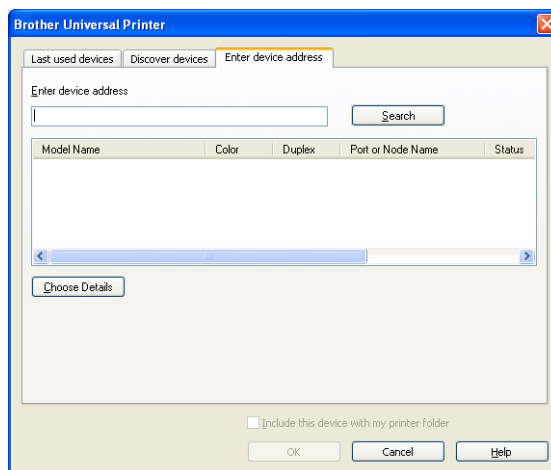 Brother Universal Printer
Last used devices Discover devices Enter device address
Enter device address
Search
Model Name Color Duplex Port or Node Name Status
Choose Details
Include this device with my printer folder
OK Cancel Help